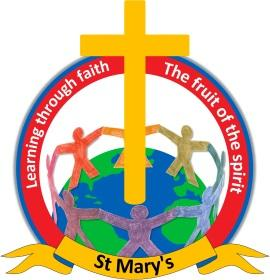 Learning through faith
The fruit of the spirit
St Mary's